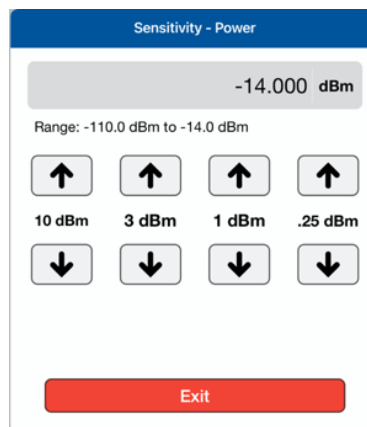 Sensitivity - Power
-14.000 dBm
Range: -110.0 dBm to -14.0 dBm
10 dBm 3 dBm 1 dBm .25 dBm
Exit